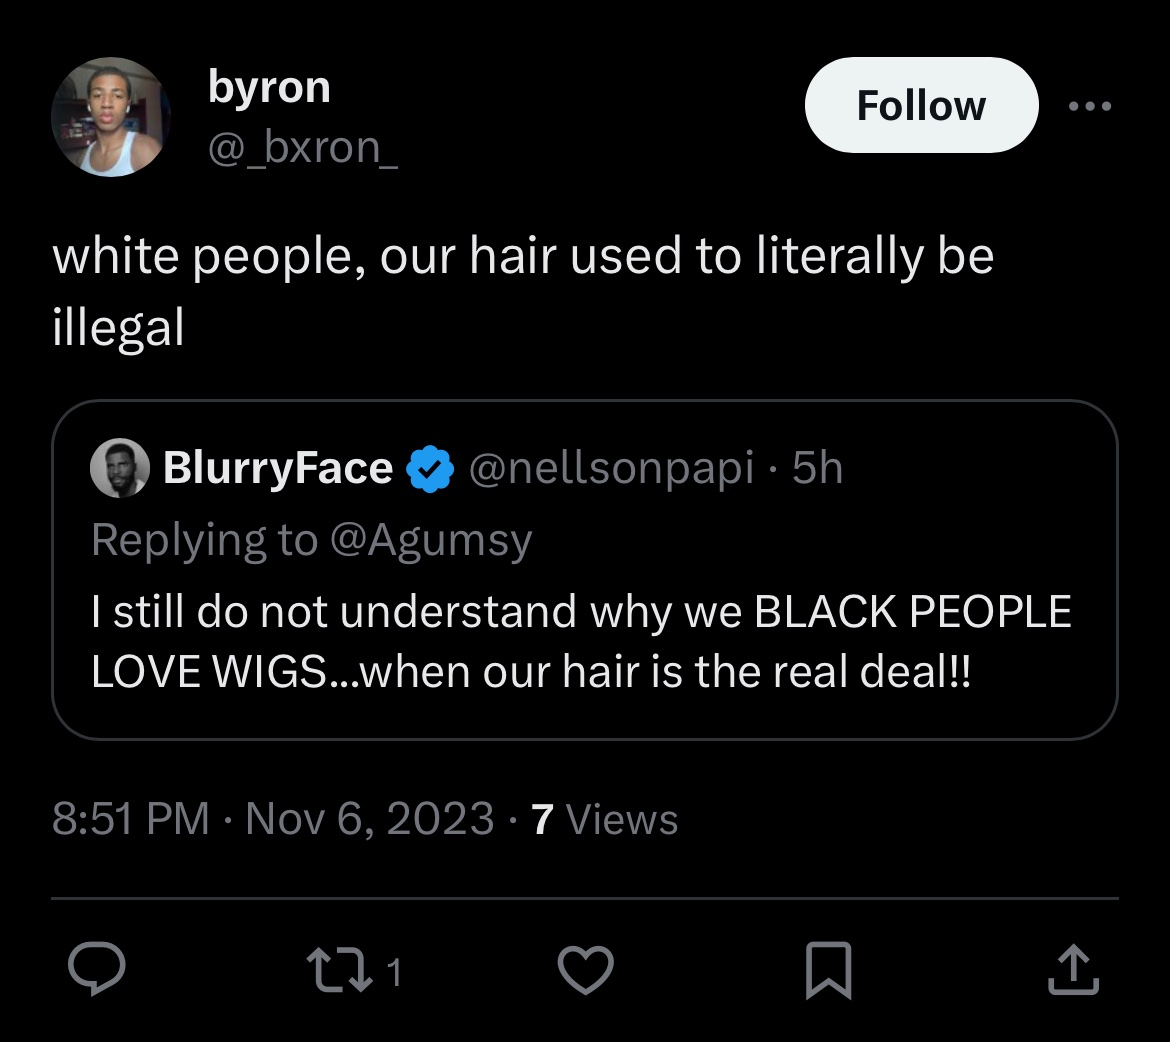 byron
@_bxron_
Follow
white people, our hair used to literally be
illegal
BlurryFace @nellsonpapi · 5h
Replying to @Agumsy
I still do not understand why we BLACK PEOPLE
LOVE WIGS...when our hair is the real deal!!
8:51 PM · Nov 6, 2023 · 7 Views
1